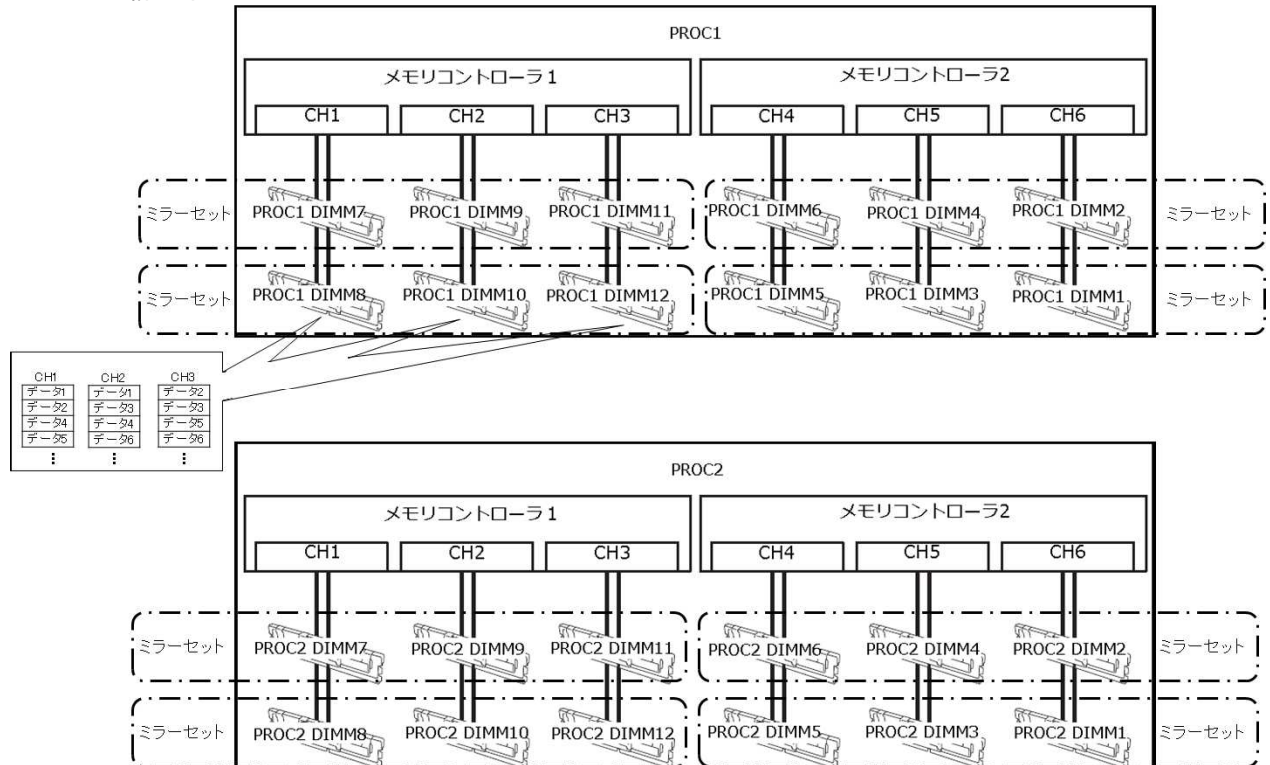 PROC1
メモリコントローラ1 メモリコントローラ2
CH1 CH2 CH3 CH4 CH5 CH6
ミラーセット PROC1 DIMM7 PROC1 DIMM9 PROC1 DIMM11 PROC1 DIMM6 PROC1 DIMM4 PROC1 DIMM2 ミラーセット
ミラーセット PROC1 DIMM8 PROC1 DIMM10 PROC1 DIMM12 PROC1 DIMM5 PROC1 DIMM3 PROC1 DIMM1 ミラーセット
CH1 CH2 CH3
データ1 データ1 データ2
データ2 データ3 データ3
データ4 データ4 データ5
データ5 データ6 データ6
PROC2
メモリコントローラ1 メモリコントローラ2
CH1 CH2 CH3 CH4 CH5 CH6
ミラーセット PROC2 DIMM7 PROC2 DIMM9 PROC2 DIMM11 PROC2 DIMM6 PROC2 DIMM4 PROC2 DIMM2 ミラーセット
ミラーセット PROC2 DIMM8 PROC2 DIMM10 PROC2 DIMM12 PROC2 DIMM5 PROC2 DIMM3 PROC2 DIMM1 ミラーセット